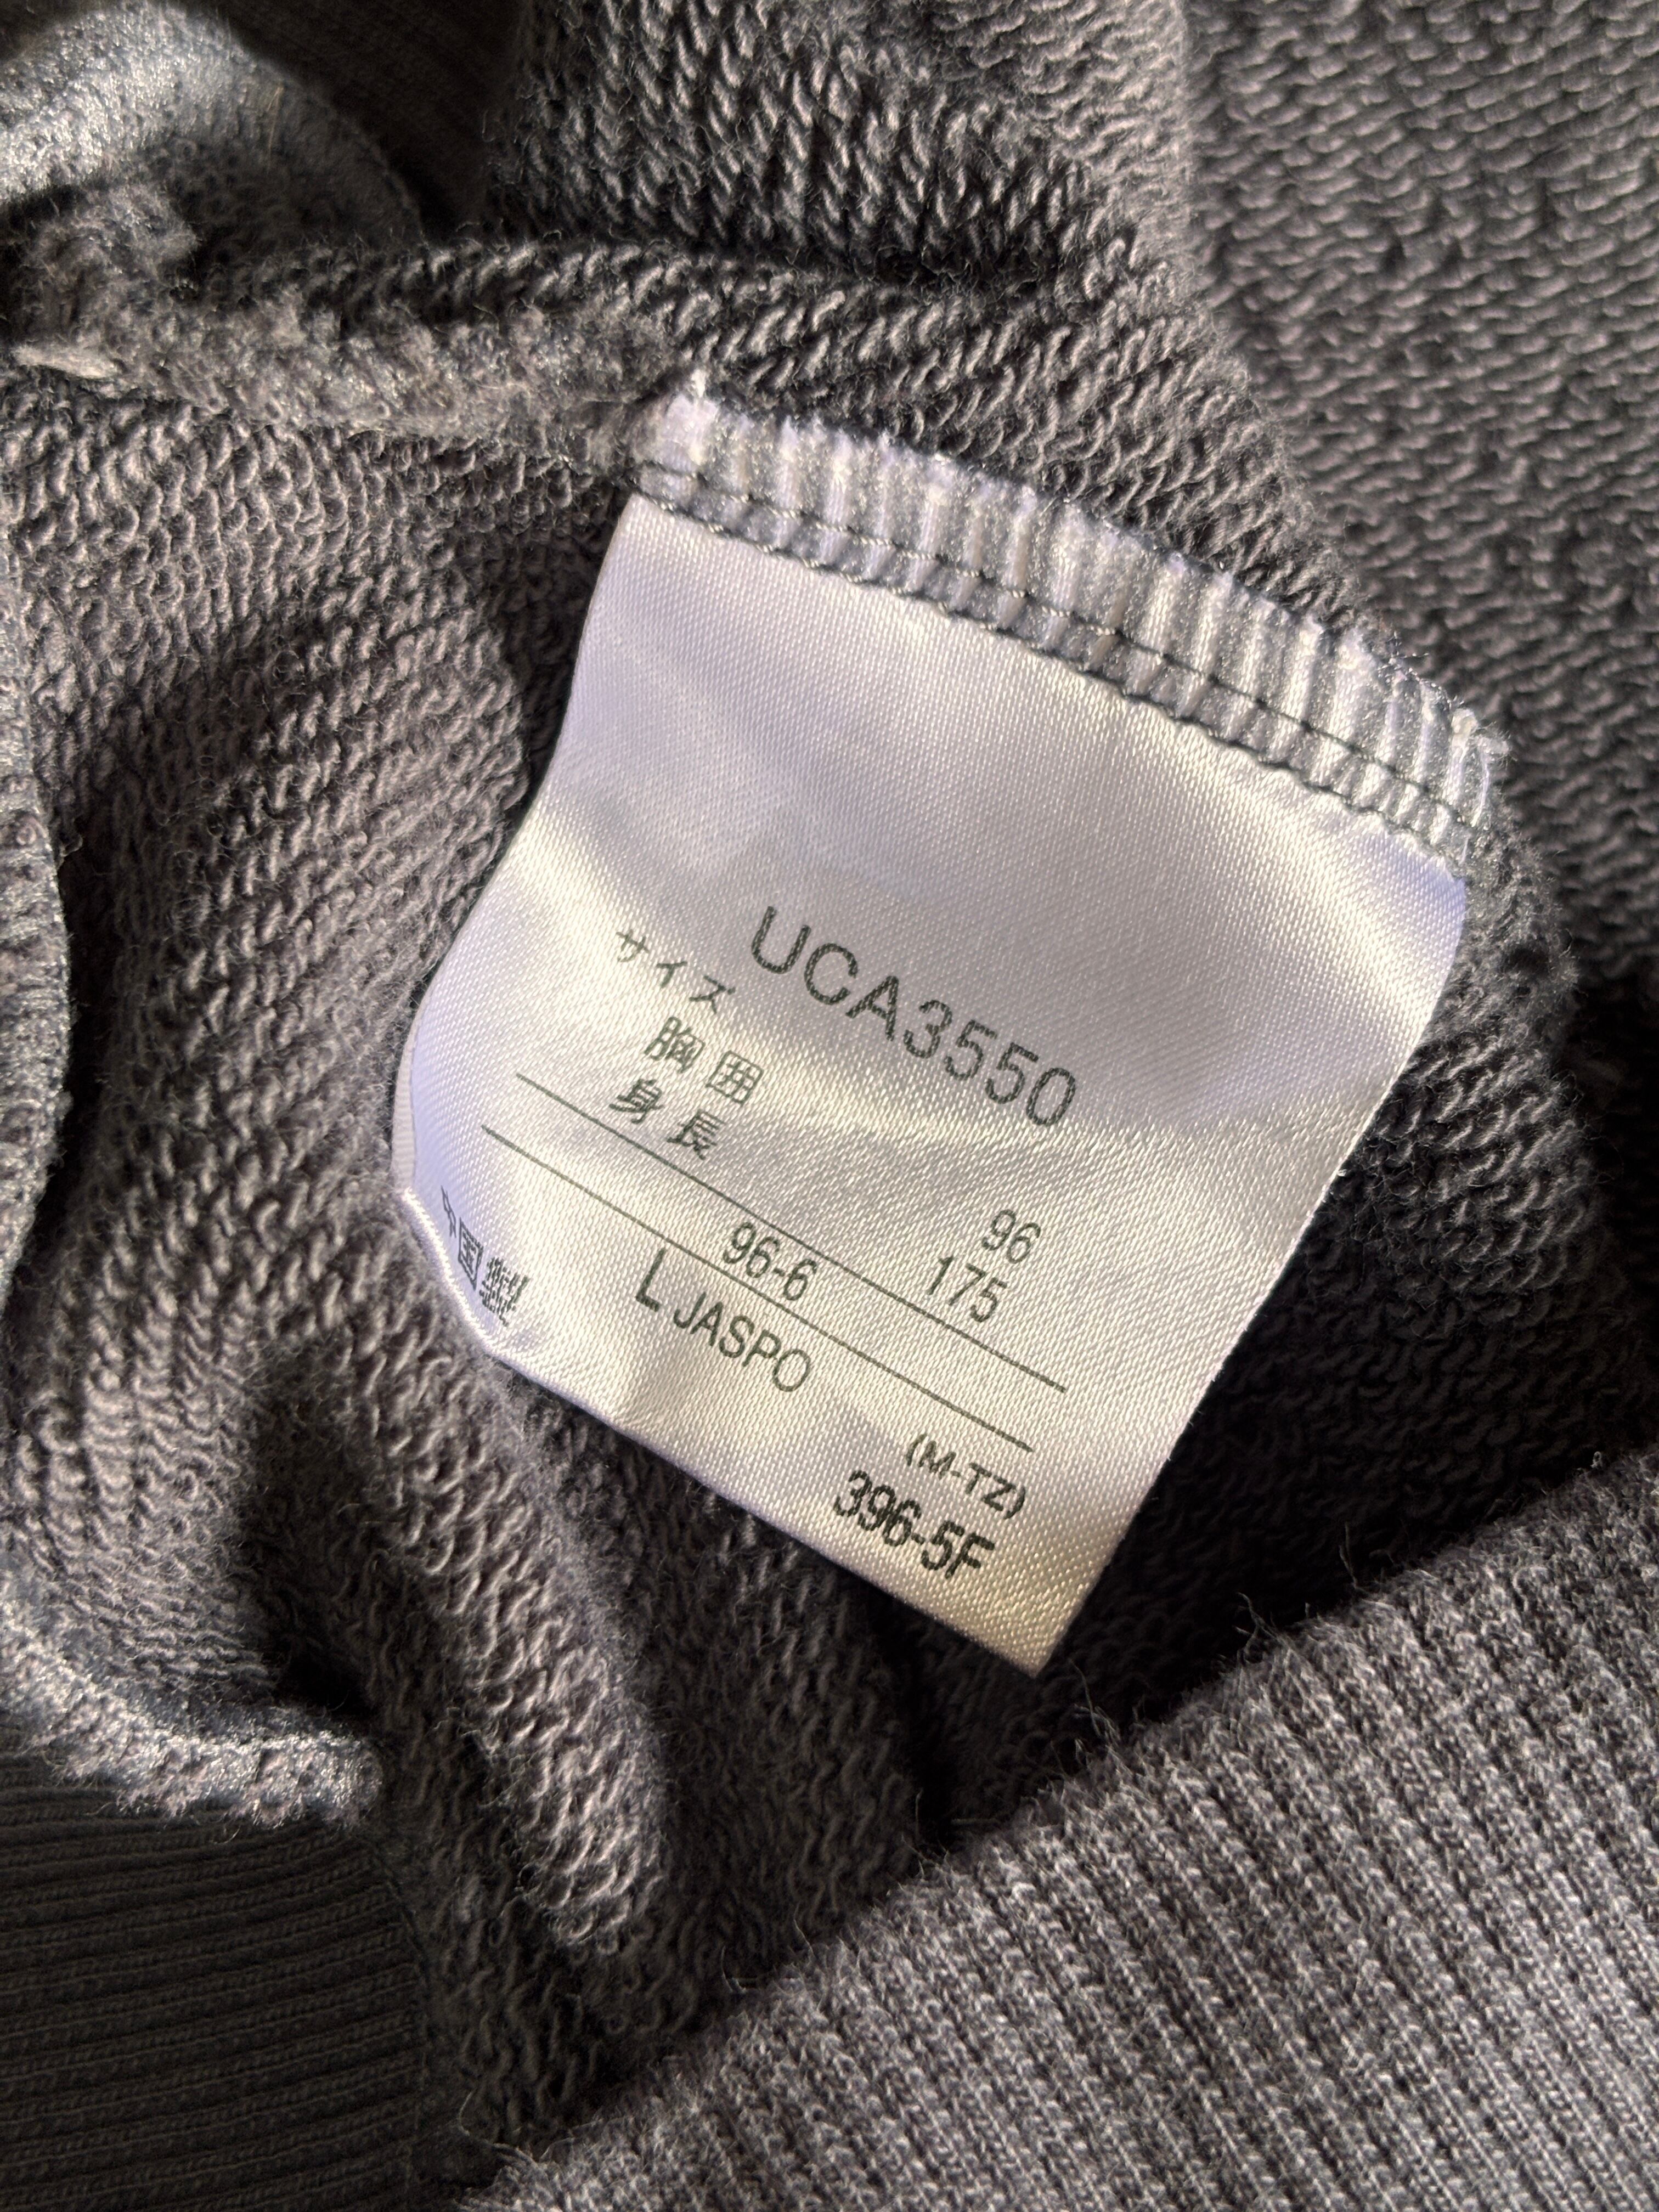 UCA3550
サイズ
胸囲 96
身長 175
96-6
L JASPO
中国製 (M-TZ)
396-5F